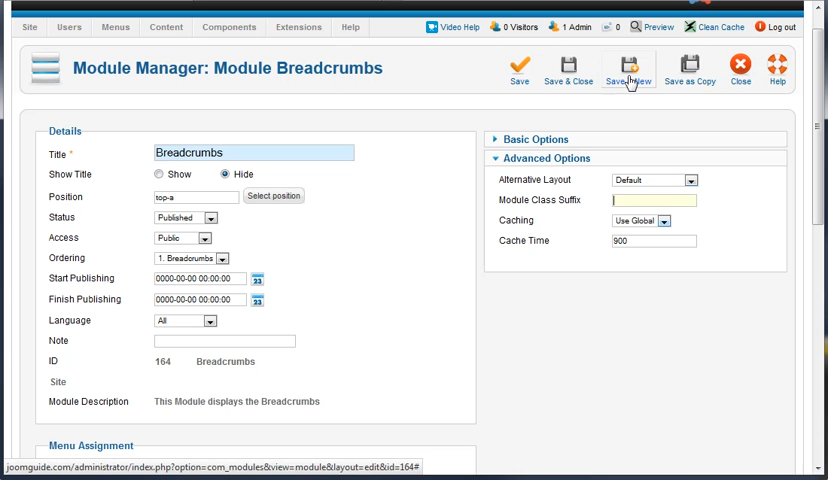 Site Users Menus Content Components Extensions Help Video Help 0 Visitors 1 Admin 0 Preview Clean Cache Log out
Module Manager: Module Breadcrumbs
Save Save & Close Save New Save as Copy Close Help
Details
Title * Breadcrumbs
Show Title Show Hide
Position top-a Select position
Status Published
Access Public
Ordering 1. Breadcrumbs
Start Publishing 0000-00-00 00:00:00 23
Finish Publishing 0000-00-00 00:00:00 23
Language All
Note
ID 164 Breadcrumbs
Site
Module Description This Module displays the Breadcrumbs
Menu Assignment
Basic Options
Advanced Options
Alternative Layout Default
Module Class Suffix
Caching Use Global
Cache Time 900
joomguide.com/administrator/index.php?option=com_modules&view=module&layout=edit&id=164#